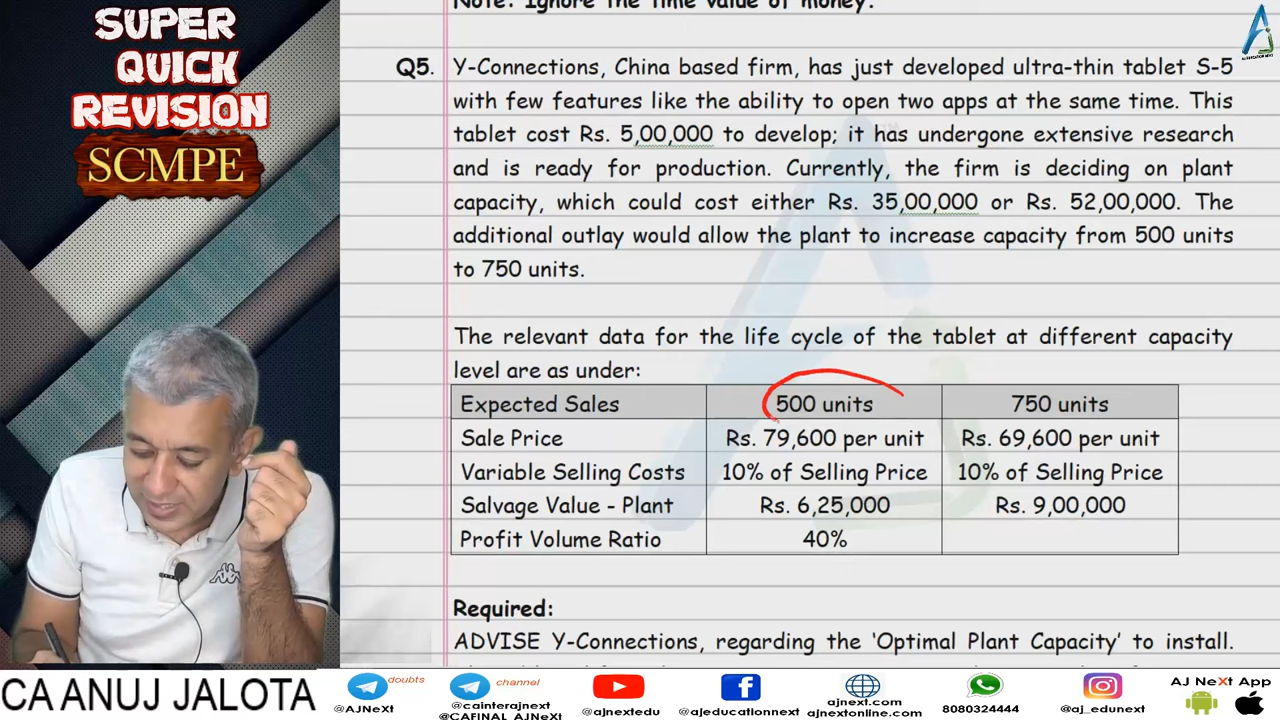 SUPER
QUICK
REVISION
SCMPE
Note: Ignore the time value of money.
Q5. Y-Connections, China based firm, has just developed ultra-thin tablet S-5
with few features like the ability to open two apps at the same time. This
tablet cost Rs. 5,00,000 to develop; it has undergone extensive research
and is ready for production. Currently, the firm is deciding on plant
capacity, which could cost either Rs. 35,00,000 or Rs. 52,00,000. The
additional outlay would allow the plant to increase capacity from 500 units
to 750 units.
The relevant data for the life cycle of the tablet at different capacity
level are as under:
Expected Sales 500 units 750 units
Sale Price Rs. 79,600 per unit Rs. 69,600 per unit
Variable Selling Costs 10% of Selling Price 10% of Selling Price
Salvage Value - Plant Rs. 6,25,000 Rs. 9,00,000
Profit Volume Ratio 40%
Required:
ADVISE Y-Connections, regarding the 'Optimal Plant Capacity' to install.
CA ANUJ JALOTA
doubts
@AJNeXt
channel
@cainterajnext
@CAFINAL_AJNeXt
@ajnextedu
@ajeducationnext
ajnext.com
ajnextonline.com
8080324444
@aj_edunext
AJ NeXt App